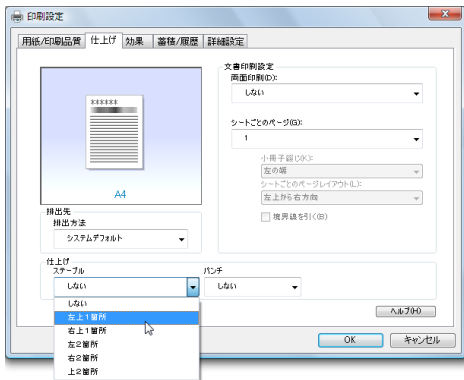 印刷設定
用紙/印刷品質 仕上げ 効果 蓄積/履歴 詳細設定
文書印刷設定
両面印刷(D):
しない
シートごとのページ(G):
1
小冊子綴じ(K):
左の端
シートごとのページレイアウト(L):
左上から右方向
境界線を引く(B)
xxxxxx
A4
排出先
排出方法
システムデフォルト
仕上げ
ステープル パンチ
しない しない
しない
左上1箇所
右上1箇所
左2箇所
右2箇所
上2箇所
ヘルプ(H)
OK キャンセル